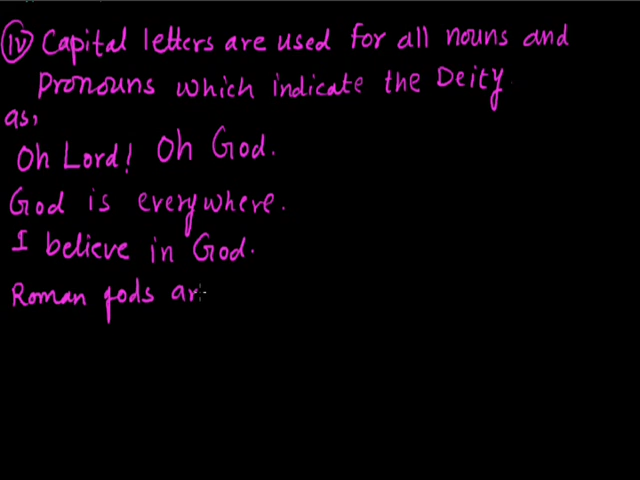 (iv) Capital letters are used for all nouns and
Pronouns which indicate the Deity
as,
Oh Lord! Oh God.
God is everywhere.
I believe in God.
Roman gods ar